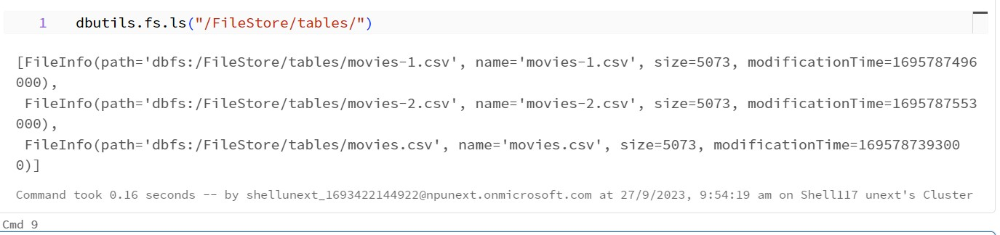 1 dbutils.fs.ls("/FileStore/tables/")
[FileInfo(path='dbfs:/FileStore/tables/movies-1.csv', name='movies-1.csv', size=5073, modificationTime=1695787496
000),
 FileInfo(path='dbfs:/FileStore/tables/movies-2.csv', name='movies-2.csv', size=5073, modificationTime=1695787553
000),
 FileInfo(path='dbfs:/FileStore/tables/movies.csv', name='movies.csv', size=5073, modificationTime=169578739300
0)]
Command took 0.16 seconds -- by shellunext_1693422144922@npunext.onmicrosoft.com at 27/9/2023, 9:54:19 am on Shell117 unext's Cluster
Cmd 9